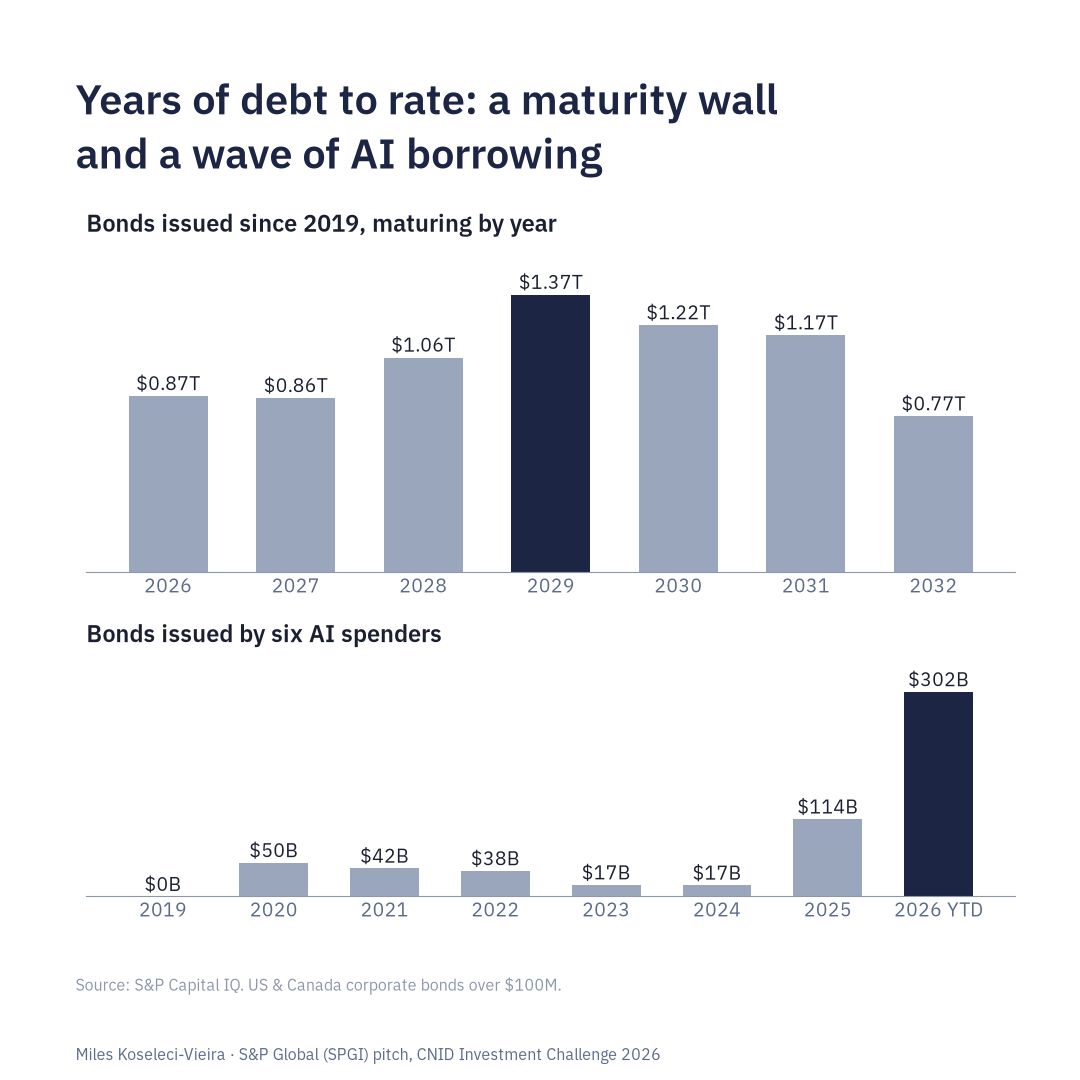 Years of debt to rate: a maturity wall
and a wave of AI borrowing
Bonds issued since 2019, maturing by year
$0.87T $0.86T $1.06T $1.37T $1.22T $1.17T $0.77T
2026 2027 2028 2029 2030 2031 2032
Bonds issued by six AI spenders
$0B $50B $42B $38B $17B $17B $114B $302B
2019 2020 2021 2022 2023 2024 2025 2026 YTD
Source: S&P Capital IQ. US & Canada corporate bonds over $100M.
Miles Koseleci-Vieira · S&P Global (SPGI) pitch, CNID Investment Challenge 2026